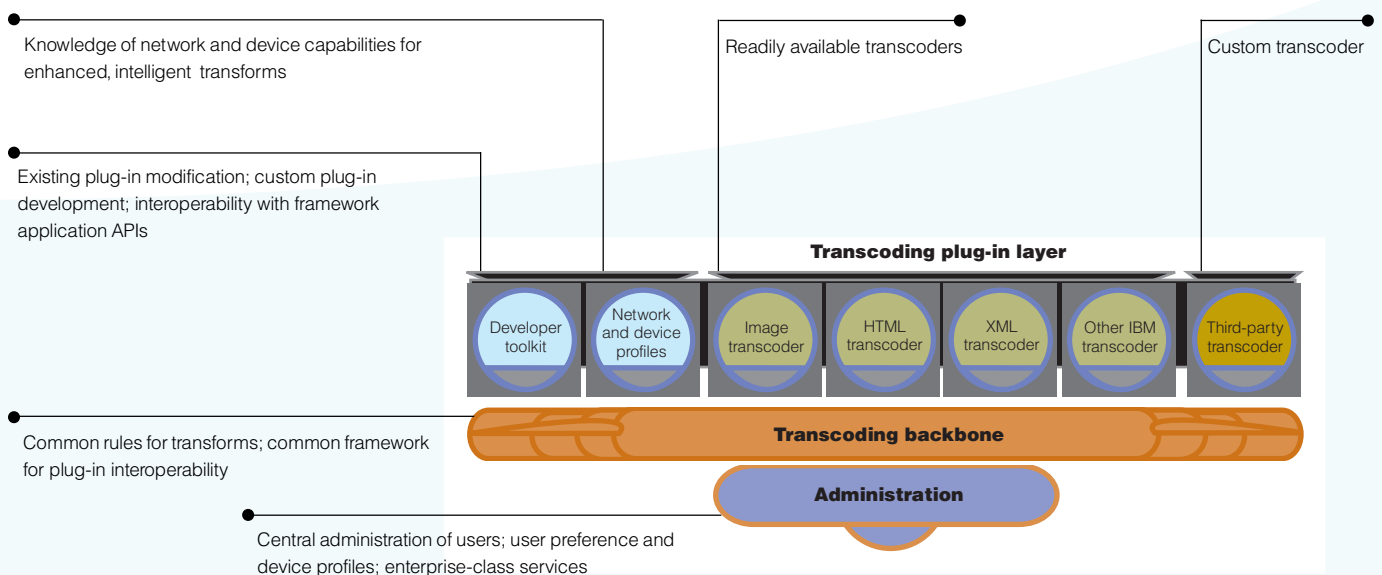 Knowledge of network and device capabilities for
enhanced, intelligent transforms
Readily available transcoders
Custom transcoder
Existing plug-in modification; custom plug-in
development; interoperability with framework
application APIs
Transcoding plug-in layer
Developer
toolkit
Network
and device
profiles
Image
transcoder
HTML
transcoder
XML
transcoder
Other IBM
transcoder
Third-party
transcoder
Common rules for transforms; common framework
for plug-in interoperability
Transcoding backbone
Administration
Central administration of users; user preference and
device profiles; enterprise-class services